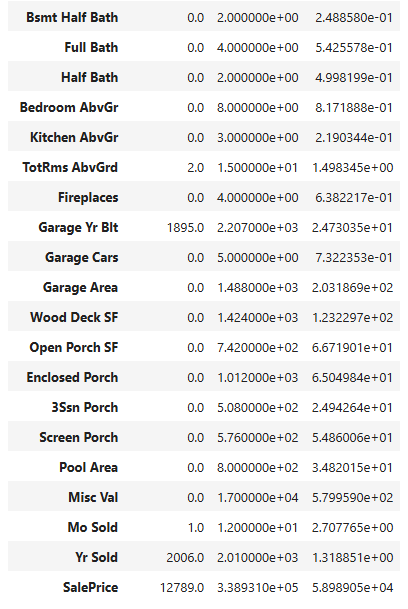 Bsmt Half Bath 0.0 2.000000e+00 2.488580e-01
Full Bath 0.0 4.000000e+00 5.425578e-01
Half Bath 0.0 2.000000e+00 4.998199e-01
Bedroom AbvGr 0.0 8.000000e+00 8.171888e-01
Kitchen AbvGr 0.0 3.000000e+00 2.190344e-01
TotRms AbvGrd 2.0 1.500000e+01 1.498345e+00
Fireplaces 0.0 4.000000e+00 6.382217e-01
Garage Yr Blt 1895.0 2.207000e+03 2.473035e+01
Garage Cars 0.0 5.000000e+00 7.322353e-01
Garage Area 0.0 1.488000e+03 2.031869e+02
Wood Deck SF 0.0 1.424000e+03 1.232297e+02
Open Porch SF 0.0 7.420000e+02 6.671901e+01
Enclosed Porch 0.0 1.012000e+03 6.504984e+01
3Ssn Porch 0.0 5.080000e+02 2.494264e+01
Screen Porch 0.0 5.760000e+02 5.486006e+01
Pool Area 0.0 8.000000e+02 3.482015e+01
Misc Val 0.0 1.700000e+04 5.799590e+02
Mo Sold 1.0 1.200000e+01 2.707765e+00
Yr Sold 2006.0 2.010000e+03 1.318851e+00
SalePrice 12789.0 3.389310e+05 5.898905e+04